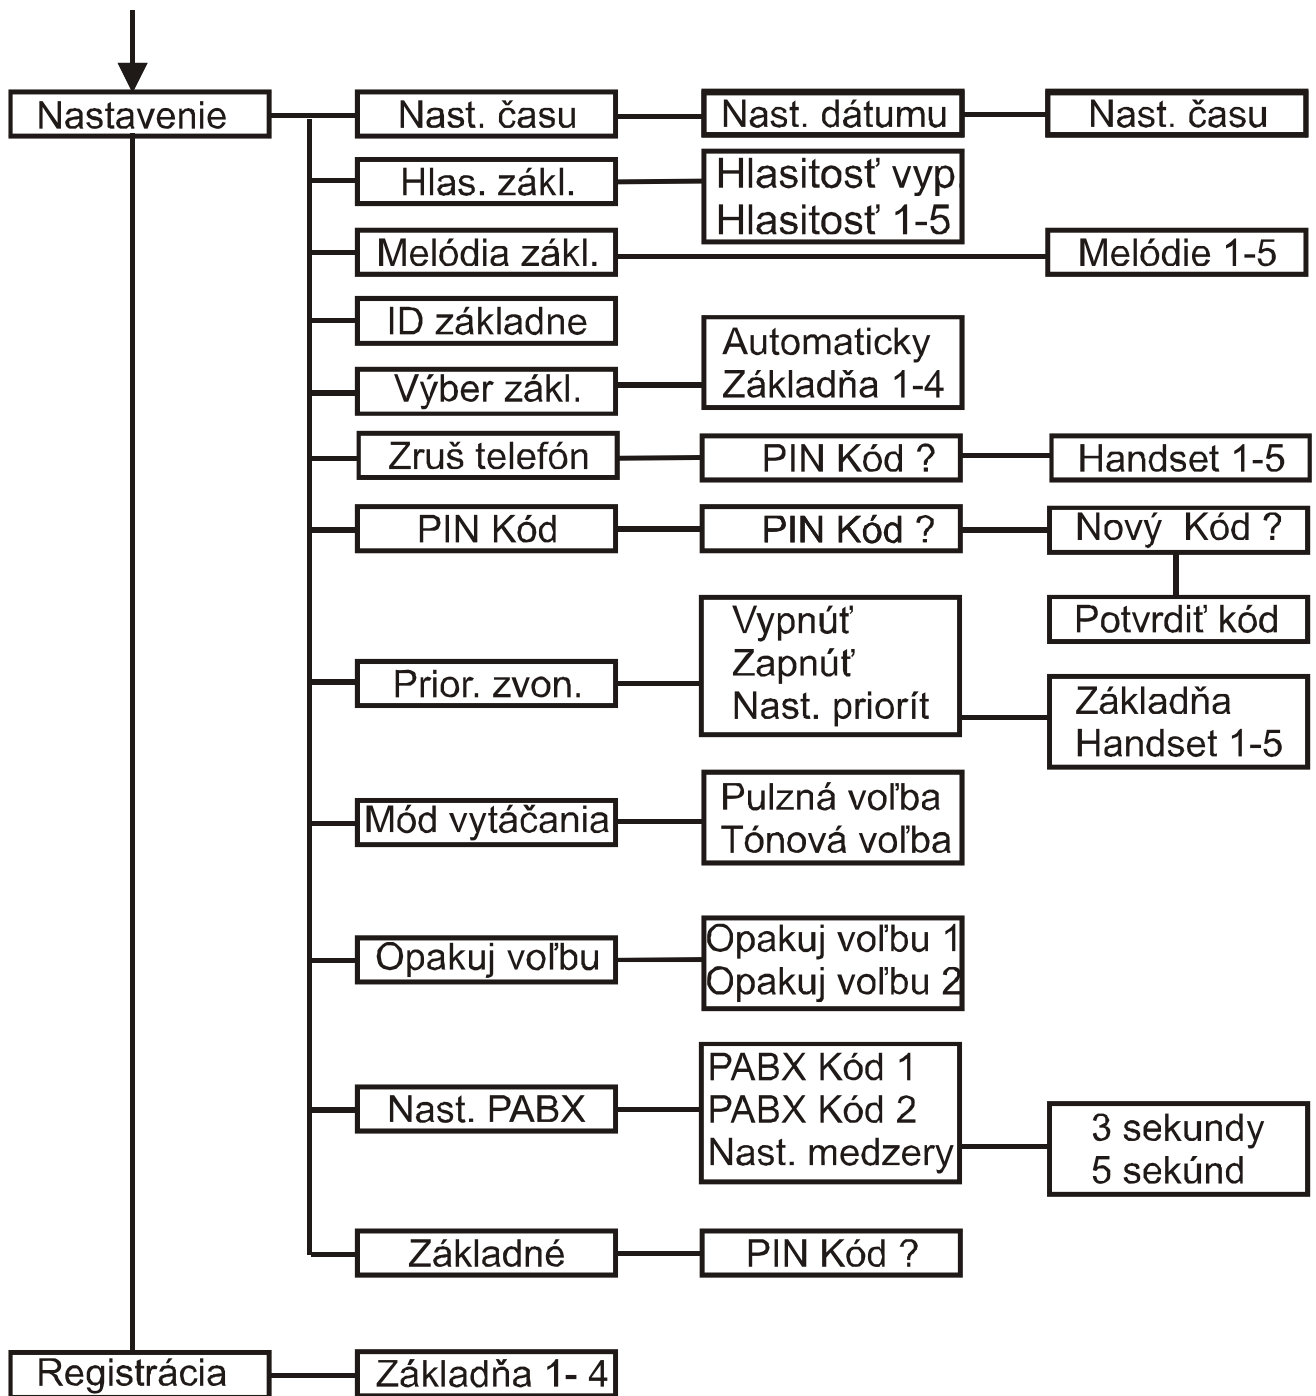 Nastavenie
Nast. času
Nast. dátumu
Nast. času
Hlas. zákl.
Hlasitosť vyp.
Hlasitosť 1-5
Melódia zákl.
Melódie 1-5
ID základne
Výber zákl.
Automaticky
Základňa 1-4
Zruš telefón
PIN Kód ?
Handset 1-5
PIN Kód
PIN Kód ?
Nový Kód ?
Potvrdiť kód
Prior. zvon.
Vypnúť
Zapnúť
Nast. priorít
Základňa
Handset 1-5
Mód vytáčania
Pulzná voľba
Tónová voľba
Opakuj voľbu
Opakuj voľbu 1
Opakuj voľbu 2
Nast. PABX
PABX Kód 1
PABX Kód 2
Nast. medzery
3 sekundy
5 sekúnd
Základné
PIN Kód ?
Registrácia
Základňa 1- 4